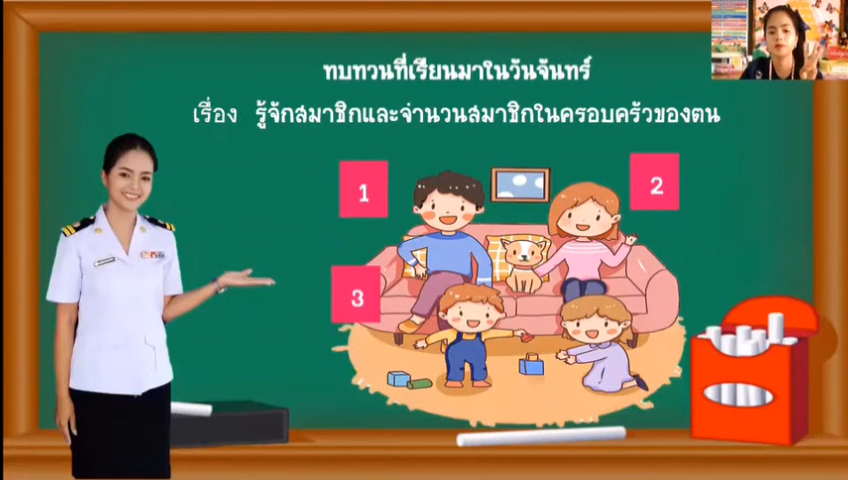 ทบทวนที่เรียนมาในวันจันทร์
เรื่อง รู้จักสมาชิกและจำนวนสมาชิกในครอบครัวของตน
1
2
3